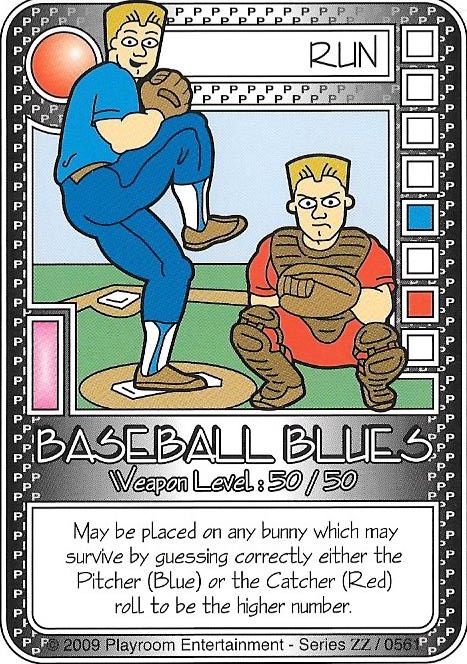 RUN
BASEBALL BLUES
Weapon Level : 50 / 50
May be placed on any bunny which may
survive by guessing correctly either the
Pitcher (Blue) or the Catcher (Red)
roll to be the higher number.
© 2009 Playroom Entertainment - Series ZZ / 0561